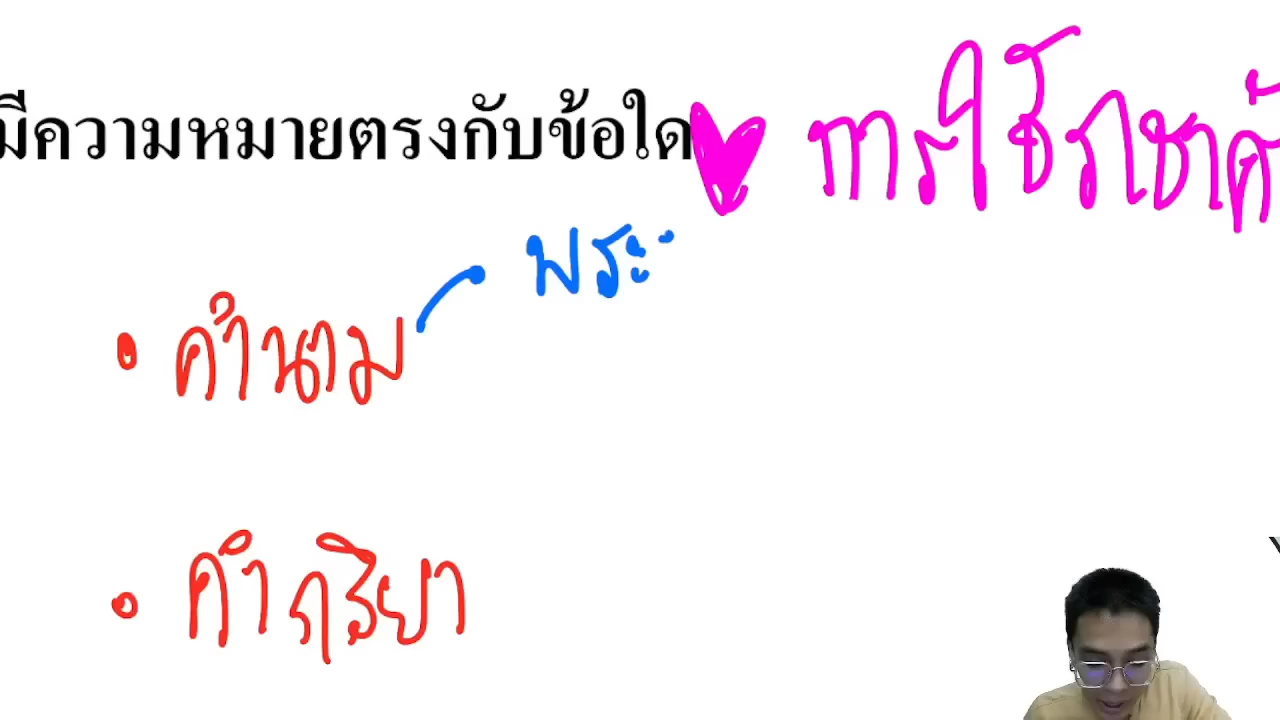 มีความหมายตรงกับข้อใด
การใช้ราชาศั
พระ
• คำนาม
• คำกริยา